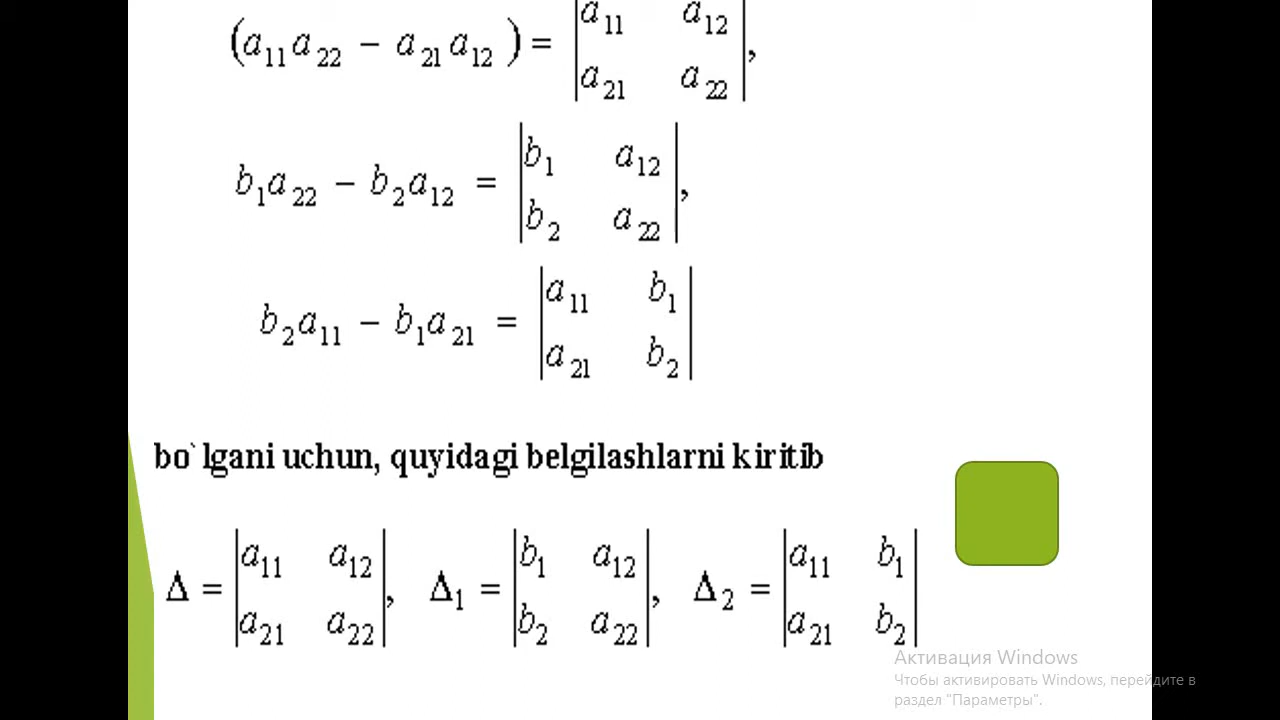 (a₁₁a₂₂ − a₂₁a₁₂) = |a₁₁ a₁₂|,
|a₂₁ a₂₂|
b₁a₂₂ − b₂a₁₂ = |b₁ a₁₂|,
|b₂ a₂₂|
b₂a₁₁ − b₁a₂₁ = |a₁₁ b₁|
|a₂₁ b₂|
bo`lgani uchun, quyidagi belgilashlarni kiritib
Δ = |a₁₁ a₁₂|, Δ₁ = |b₁ a₁₂|, Δ₂ = |a₁₁ b₁|
|a₂₁ a₂₂| |b₂ a₂₂| |a₂₁ b₂|
Активация Windows
Чтобы активировать Windows, перейдите в
раздел "Параметры".